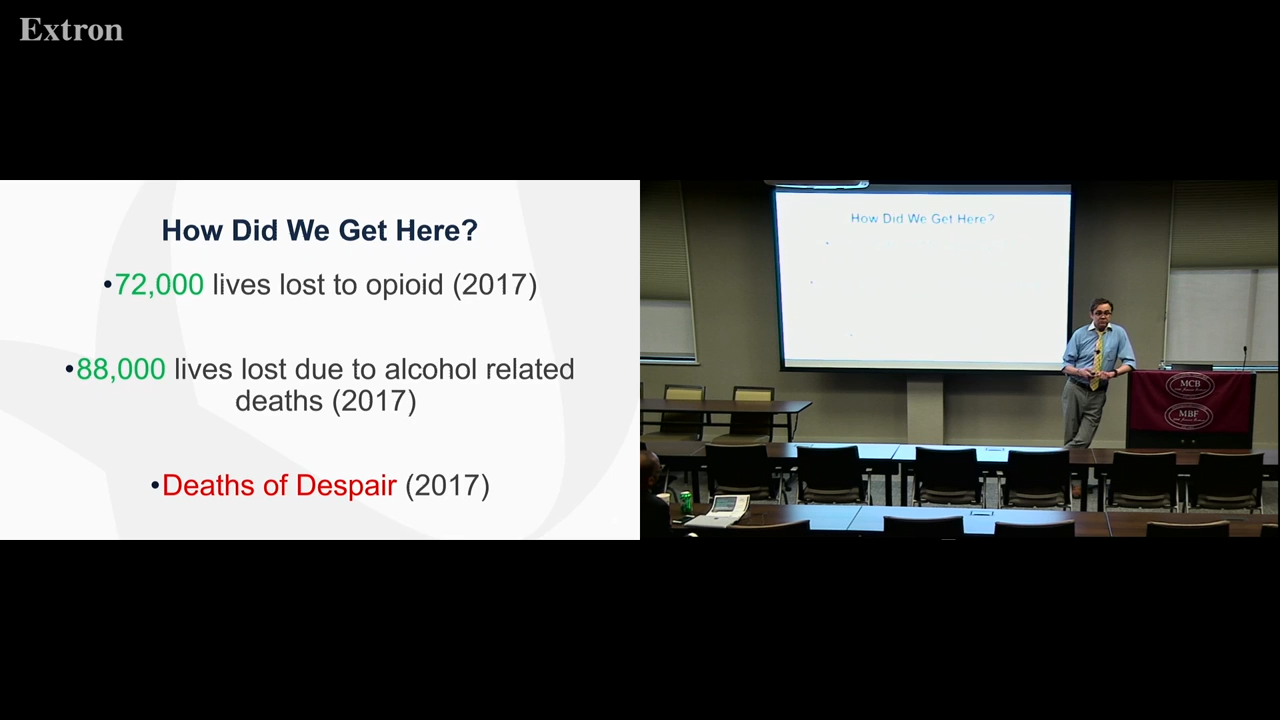 Extron
How Did We Get Here?
•72,000 lives lost to opioid (2017)
•88,000 lives lost due to alcohol related
deaths (2017)
•Deaths of Despair (2017)
How Did We Get Here?
MCB
MBF